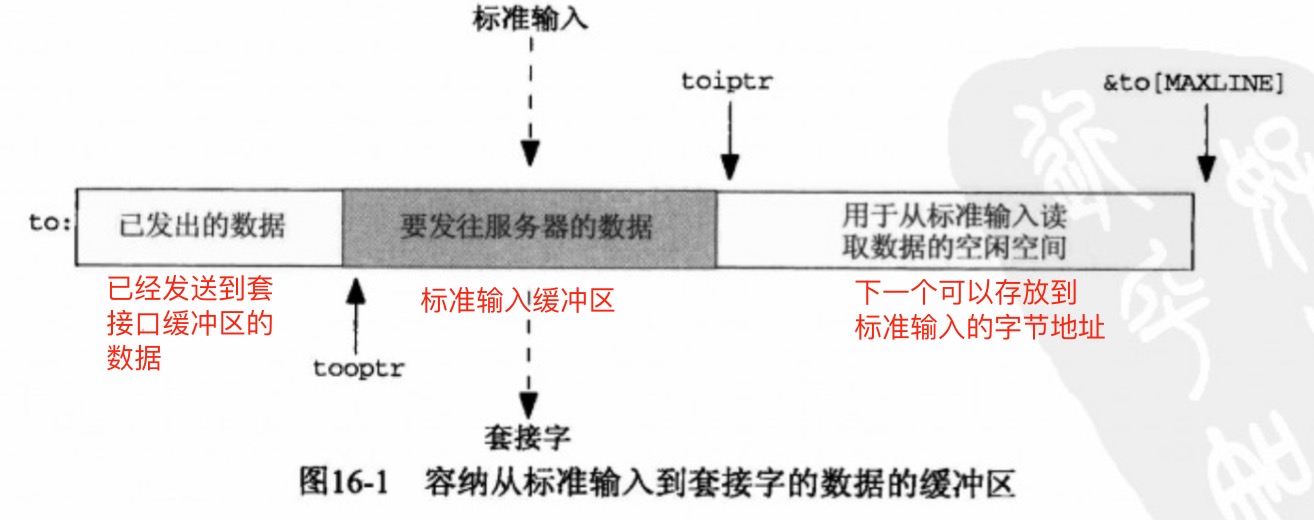 标准输入
toiptr
&to[MAXLINE]
to:
已发出的数据
要发往服务器的数据
用于从标准输入读
取数据的空闲空间
已经发送到套
接口缓冲区的
数据
标准输入缓冲区
下一个可以存放到
标准输入的字节地址
tooptr
套接字
图16-1 容纳从标准输入到套接字的数据的缓冲区